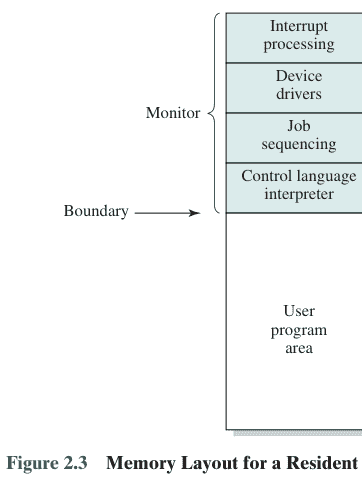 Interrupt
processing
Device
drivers
Monitor
Job
sequencing
Control language
interpreter
Boundary
User
program
area
Figure 2.3 Memory Layout for a Resident